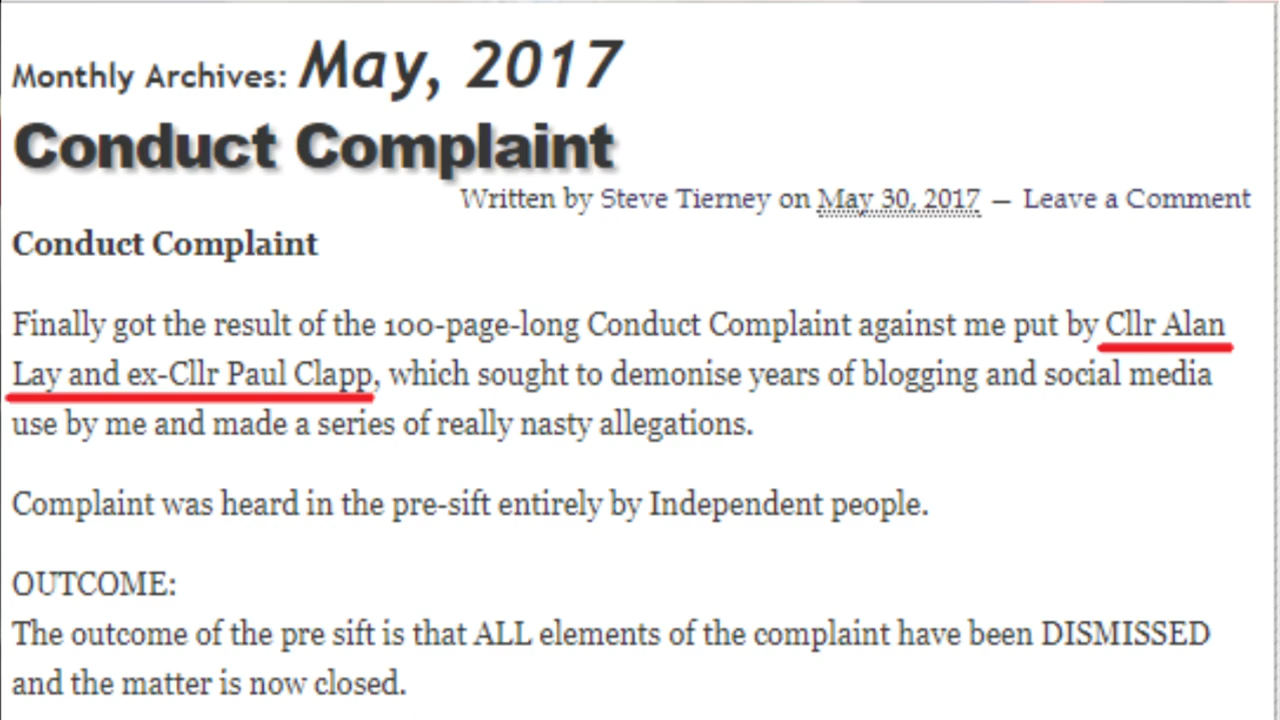 Monthly Archives: May, 2017
Conduct Complaint
Written by Steve Tierney on May 30, 2017 — Leave a Comment
Conduct Complaint
Finally got the result of the 100-page-long Conduct Complaint against me put by Cllr Alan
Lay and ex-Cllr Paul Clapp, which sought to demonise years of blogging and social media
use by me and made a series of really nasty allegations.
Complaint was heard in the pre-sift entirely by Independent people.
OUTCOME:
The outcome of the pre sift is that ALL elements of the complaint have been DISMISSED
and the matter is now closed.